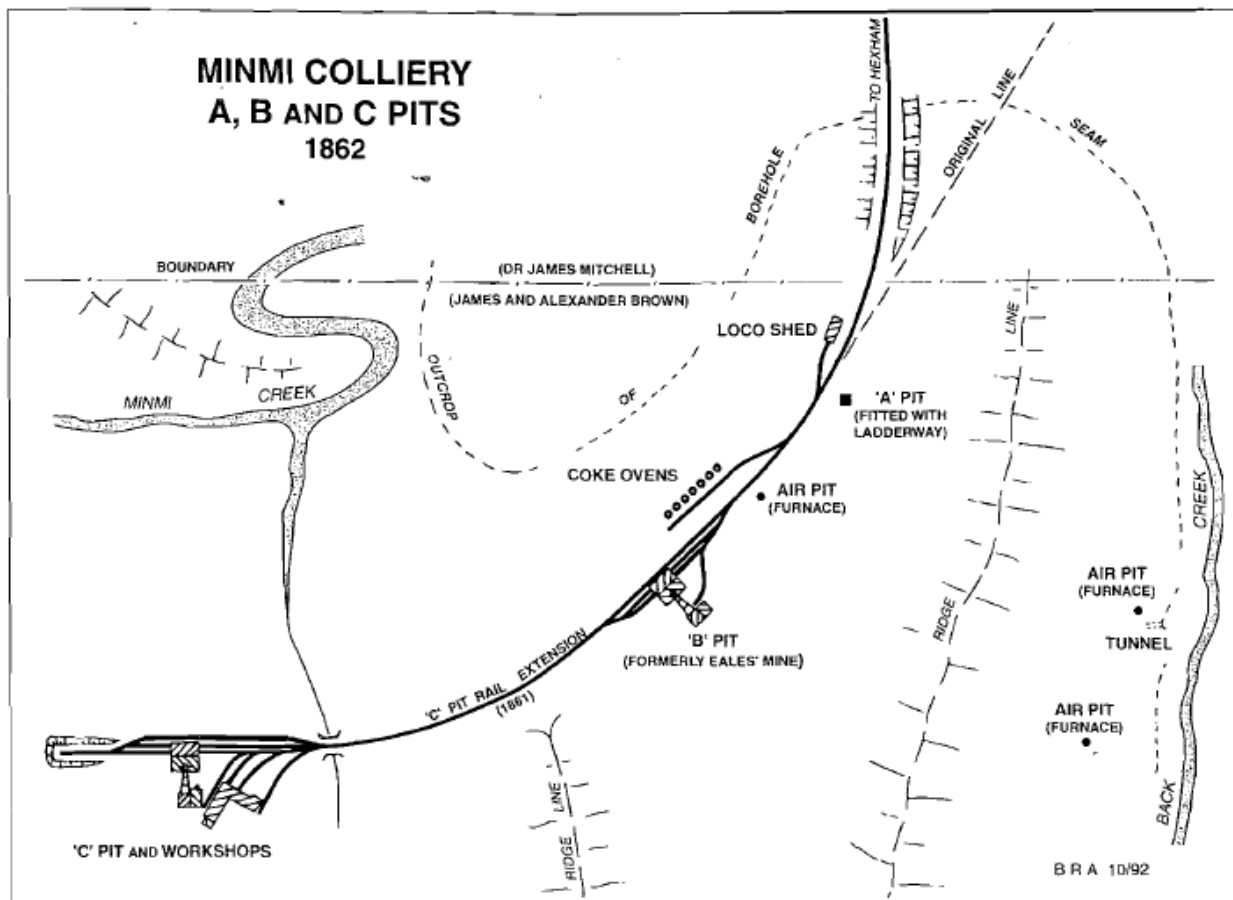 MINMI COLLIERY
A, B AND C PITS
1862
TO HEXHAM
ORIGINAL LINE
SEAM
BOREHOLE
BOUNDARY
(DR JAMES MITCHELL)
(JAMES AND ALEXANDER BROWN)
LINE
LOCO SHED
OUTCROP
OF
MINMI
CREEK
'A' PIT
(FITTED WITH
LADDERWAY)
COKE OVENS
AIR PIT
(FURNACE)
CREEK
AIR PIT
(FURNACE)
TUNNEL
RIDGE
'B' PIT
(FORMERLY EALES' MINE)
'C' PIT RAIL EXTENSION
(1861)
AIR PIT
(FURNACE)
LINE
RIDGE
BACK
'C' PIT AND WORKSHOPS
B R A 10/92